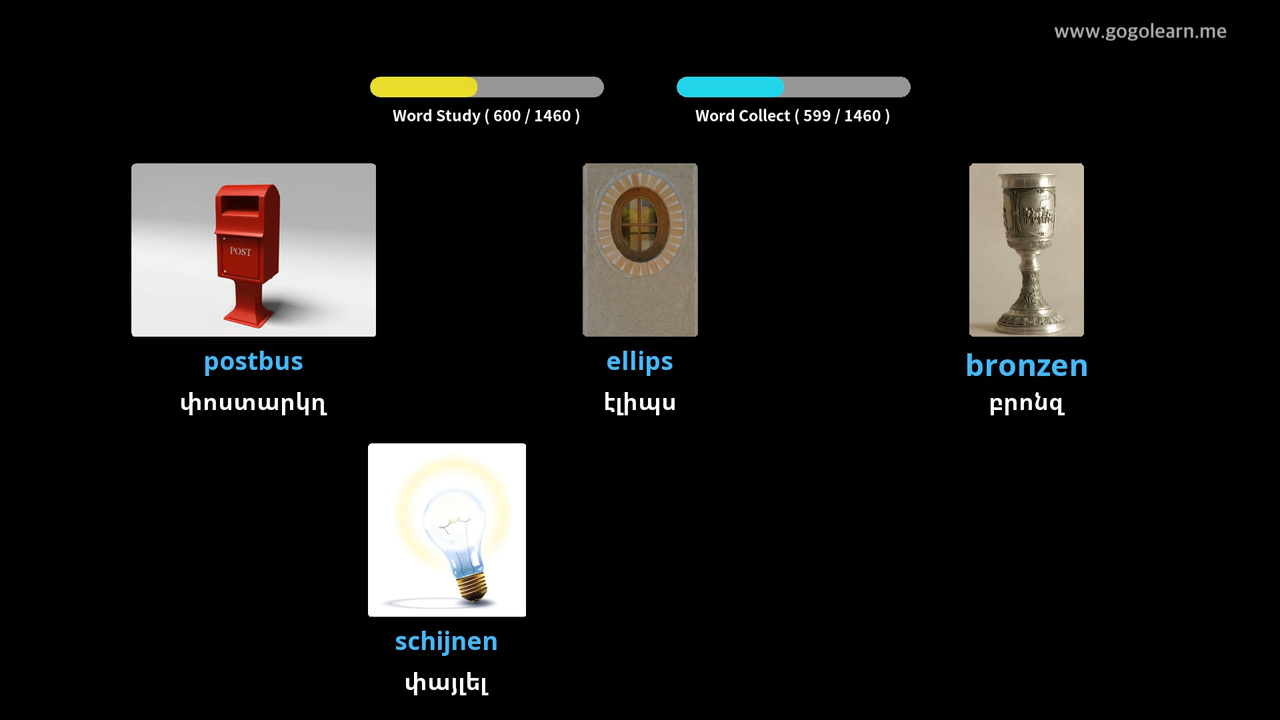 www.gogolearn.me
Word Study ( 600 / 1460 )
Word Collect ( 599 / 1460 )
POST
postbus
ellips
bronzen
փոստարկղ
էլիպս
բրոնզ
schijnen
փայլել